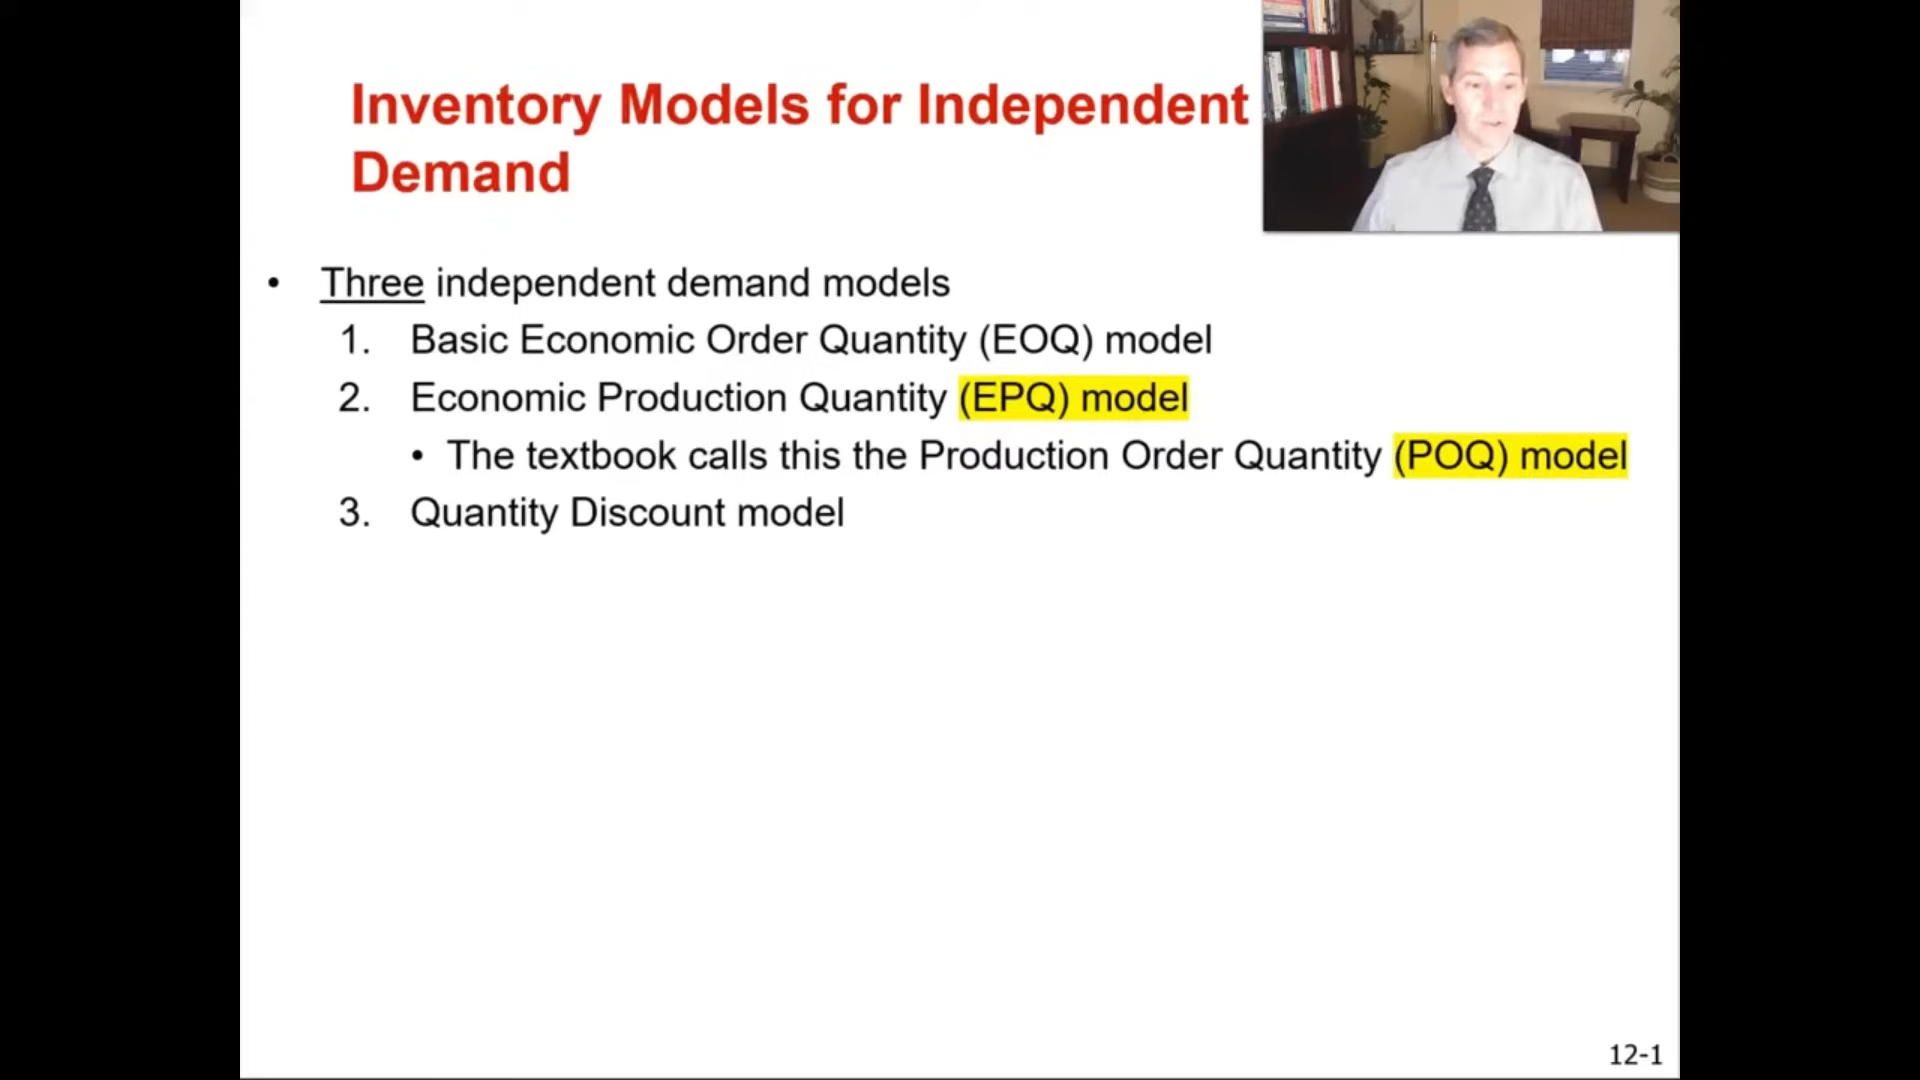 Inventory Models for Independent
Demand
• Three independent demand models
1. Basic Economic Order Quantity (EOQ) model
2. Economic Production Quantity (EPQ) model
• The textbook calls this the Production Order Quantity (POQ) model
3. Quantity Discount model
12-1